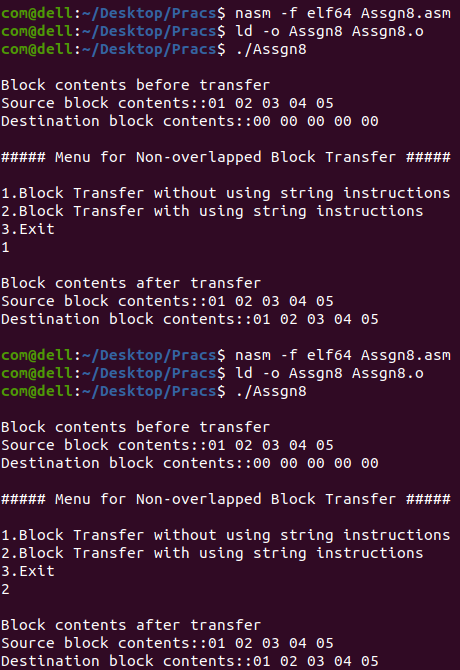 com@dell:~/Desktop/Pracs$ nasm -f elf64 Assgn8.asm
com@dell:~/Desktop/Pracs$ ld -o Assgn8 Assgn8.o
com@dell:~/Desktop/Pracs$ ./Assgn8
Block contents before transfer
Source block contents::01 02 03 04 05
Destination block contents::00 00 00 00 00
##### Menu for Non-overlapped Block Transfer #####
1.Block Transfer without using string instructions
2.Block Transfer with using string instructions
3.Exit
1
Block contents after transfer
Source block contents::01 02 03 04 05
Destination block contents::01 02 03 04 05
com@dell:~/Desktop/Pracs$ nasm -f elf64 Assgn8.asm
com@dell:~/Desktop/Pracs$ ld -o Assgn8 Assgn8.o
com@dell:~/Desktop/Pracs$ ./Assgn8
Block contents before transfer
Source block contents::01 02 03 04 05
Destination block contents::00 00 00 00 00
##### Menu for Non-overlapped Block Transfer #####
1.Block Transfer without using string instructions
2.Block Transfer with using string instructions
3.Exit
2
Block contents after transfer
Source block contents::01 02 03 04 05
Destination block contents::01 02 03 04 05